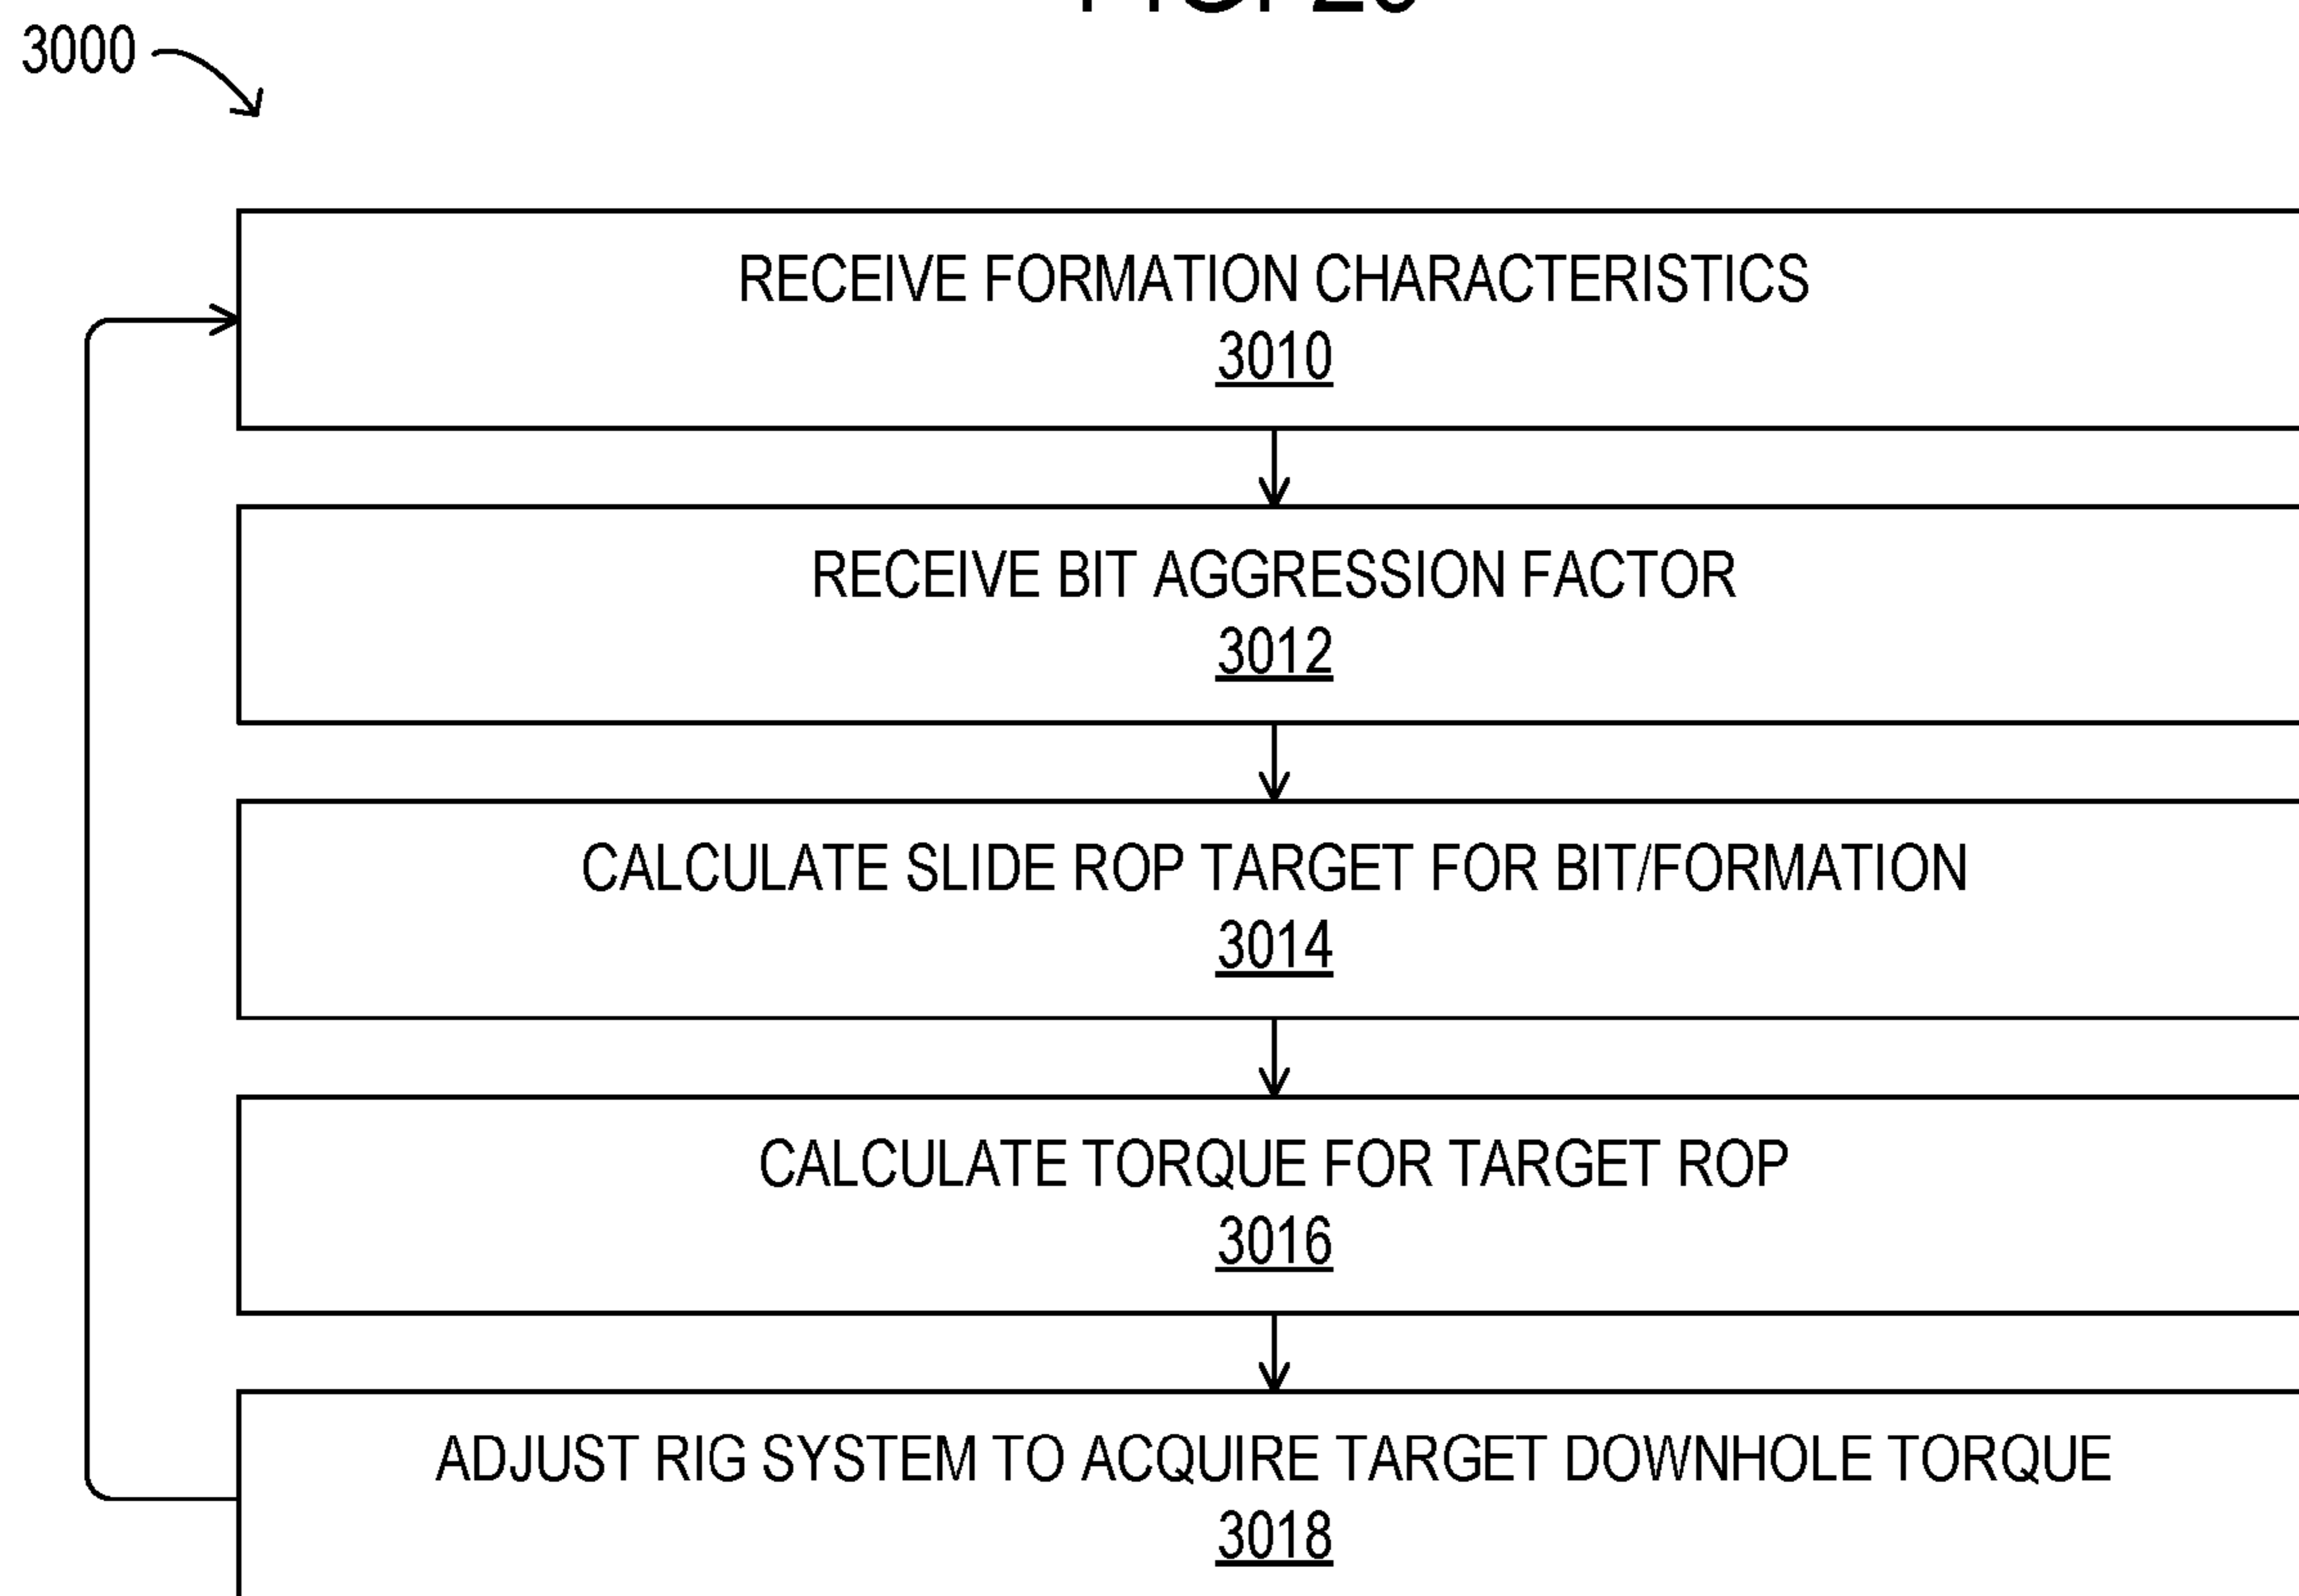 3000
RECEIVE FORMATION CHARACTERISTICS
3010
RECEIVE BIT AGGRESSION FACTOR
3012
CALCULATE SLIDE ROP TARGET FOR BIT/FORMATION
3014
CALCULATE TORQUE FOR TARGET ROP
3016
ADJUST RIG SYSTEM TO ACQUIRE TARGET DOWNHOLE TORQUE
3018